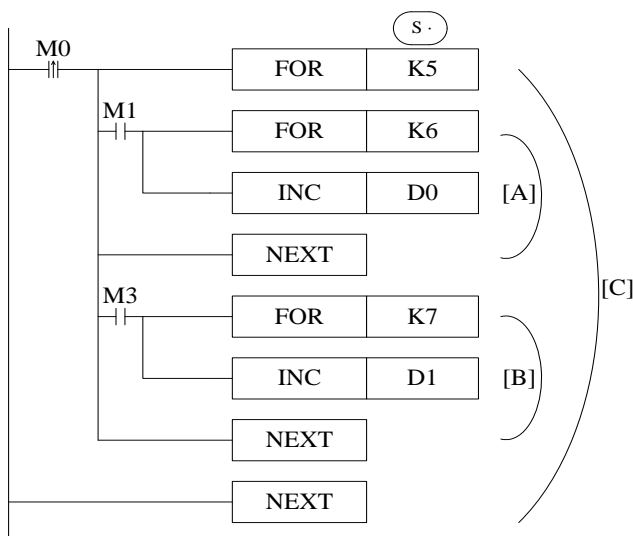 S ·
M0
FOR K5
M1
FOR K6
INC D0 [A]
NEXT
M3
FOR K7
[C]
INC D1 [B]
NEXT
NEXT